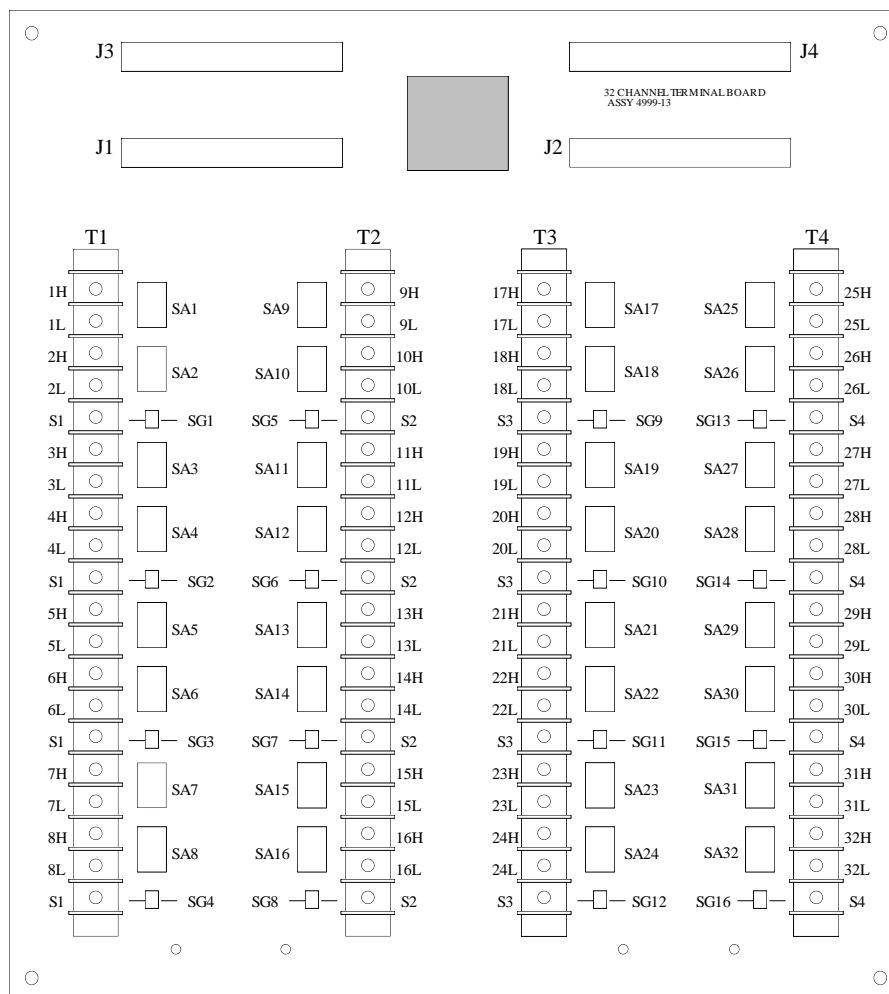 J3
J4
32 CHANNEL TERMINAL BOARD
ASSY 4999-13
J1
J2
T1 T2 T3 T4
1H SA1 SA9 9H 17H SA17 SA25 25H
1L 9L 17L 25L
2H SA2 SA10 10H 18H SA18 SA26 26H
2L 10L 18L 26L
S1 SG1 SG5 S2 S3 SG9 SG13 S4
3H SA3 SA11 11H 19H SA19 SA27 27H
3L 11L 19L 27L
4H SA4 SA12 12H 20H SA20 SA28 28H
4L 12L 20L 28L
S1 SG2 SG6 S2 S3 SG10 SG14 S4
5H SA5 SA13 13H 21H SA21 SA29 29H
5L 13L 21L 29L
6H SA6 SA14 14H 22H SA22 SA30 30H
6L 14L 22L 30L
S1 SG3 SG7 S2 S3 SG11 SG15 S4
7H SA7 SA15 15H 23H SA23 SA31 31H
7L 15L 23L 31L
8H SA8 SA16 16H 24H SA24 SA32 32H
8L 16L 24L 32L
S1 SG4 SG8 S2 S3 SG12 SG16 S4